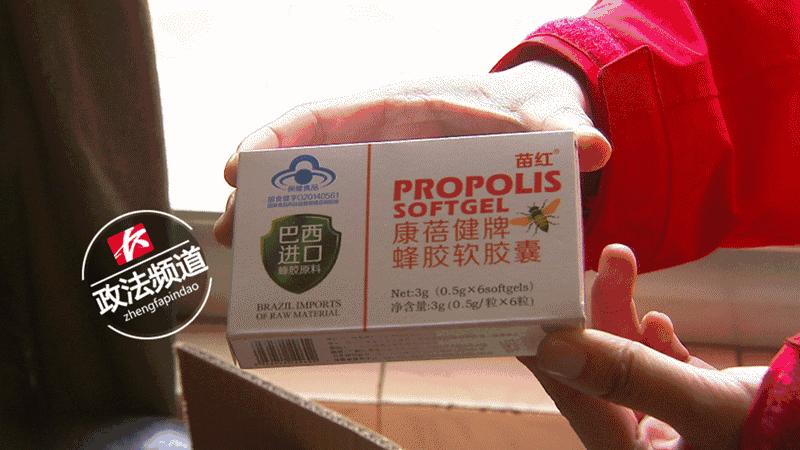 苗红®
PROPOLIS
SOFTGEL
康蓓健牌
蜂胶软胶囊
Net:3g (0.5g×6softgels)
净含量:3g (0.5g/粒×6粒)
保健食品
国食健字G20140561
巴西
进口
蜂胶原料
BRAZIL IMPORTS
OF RAW MATERIAL
政法频道
zhengfapindao